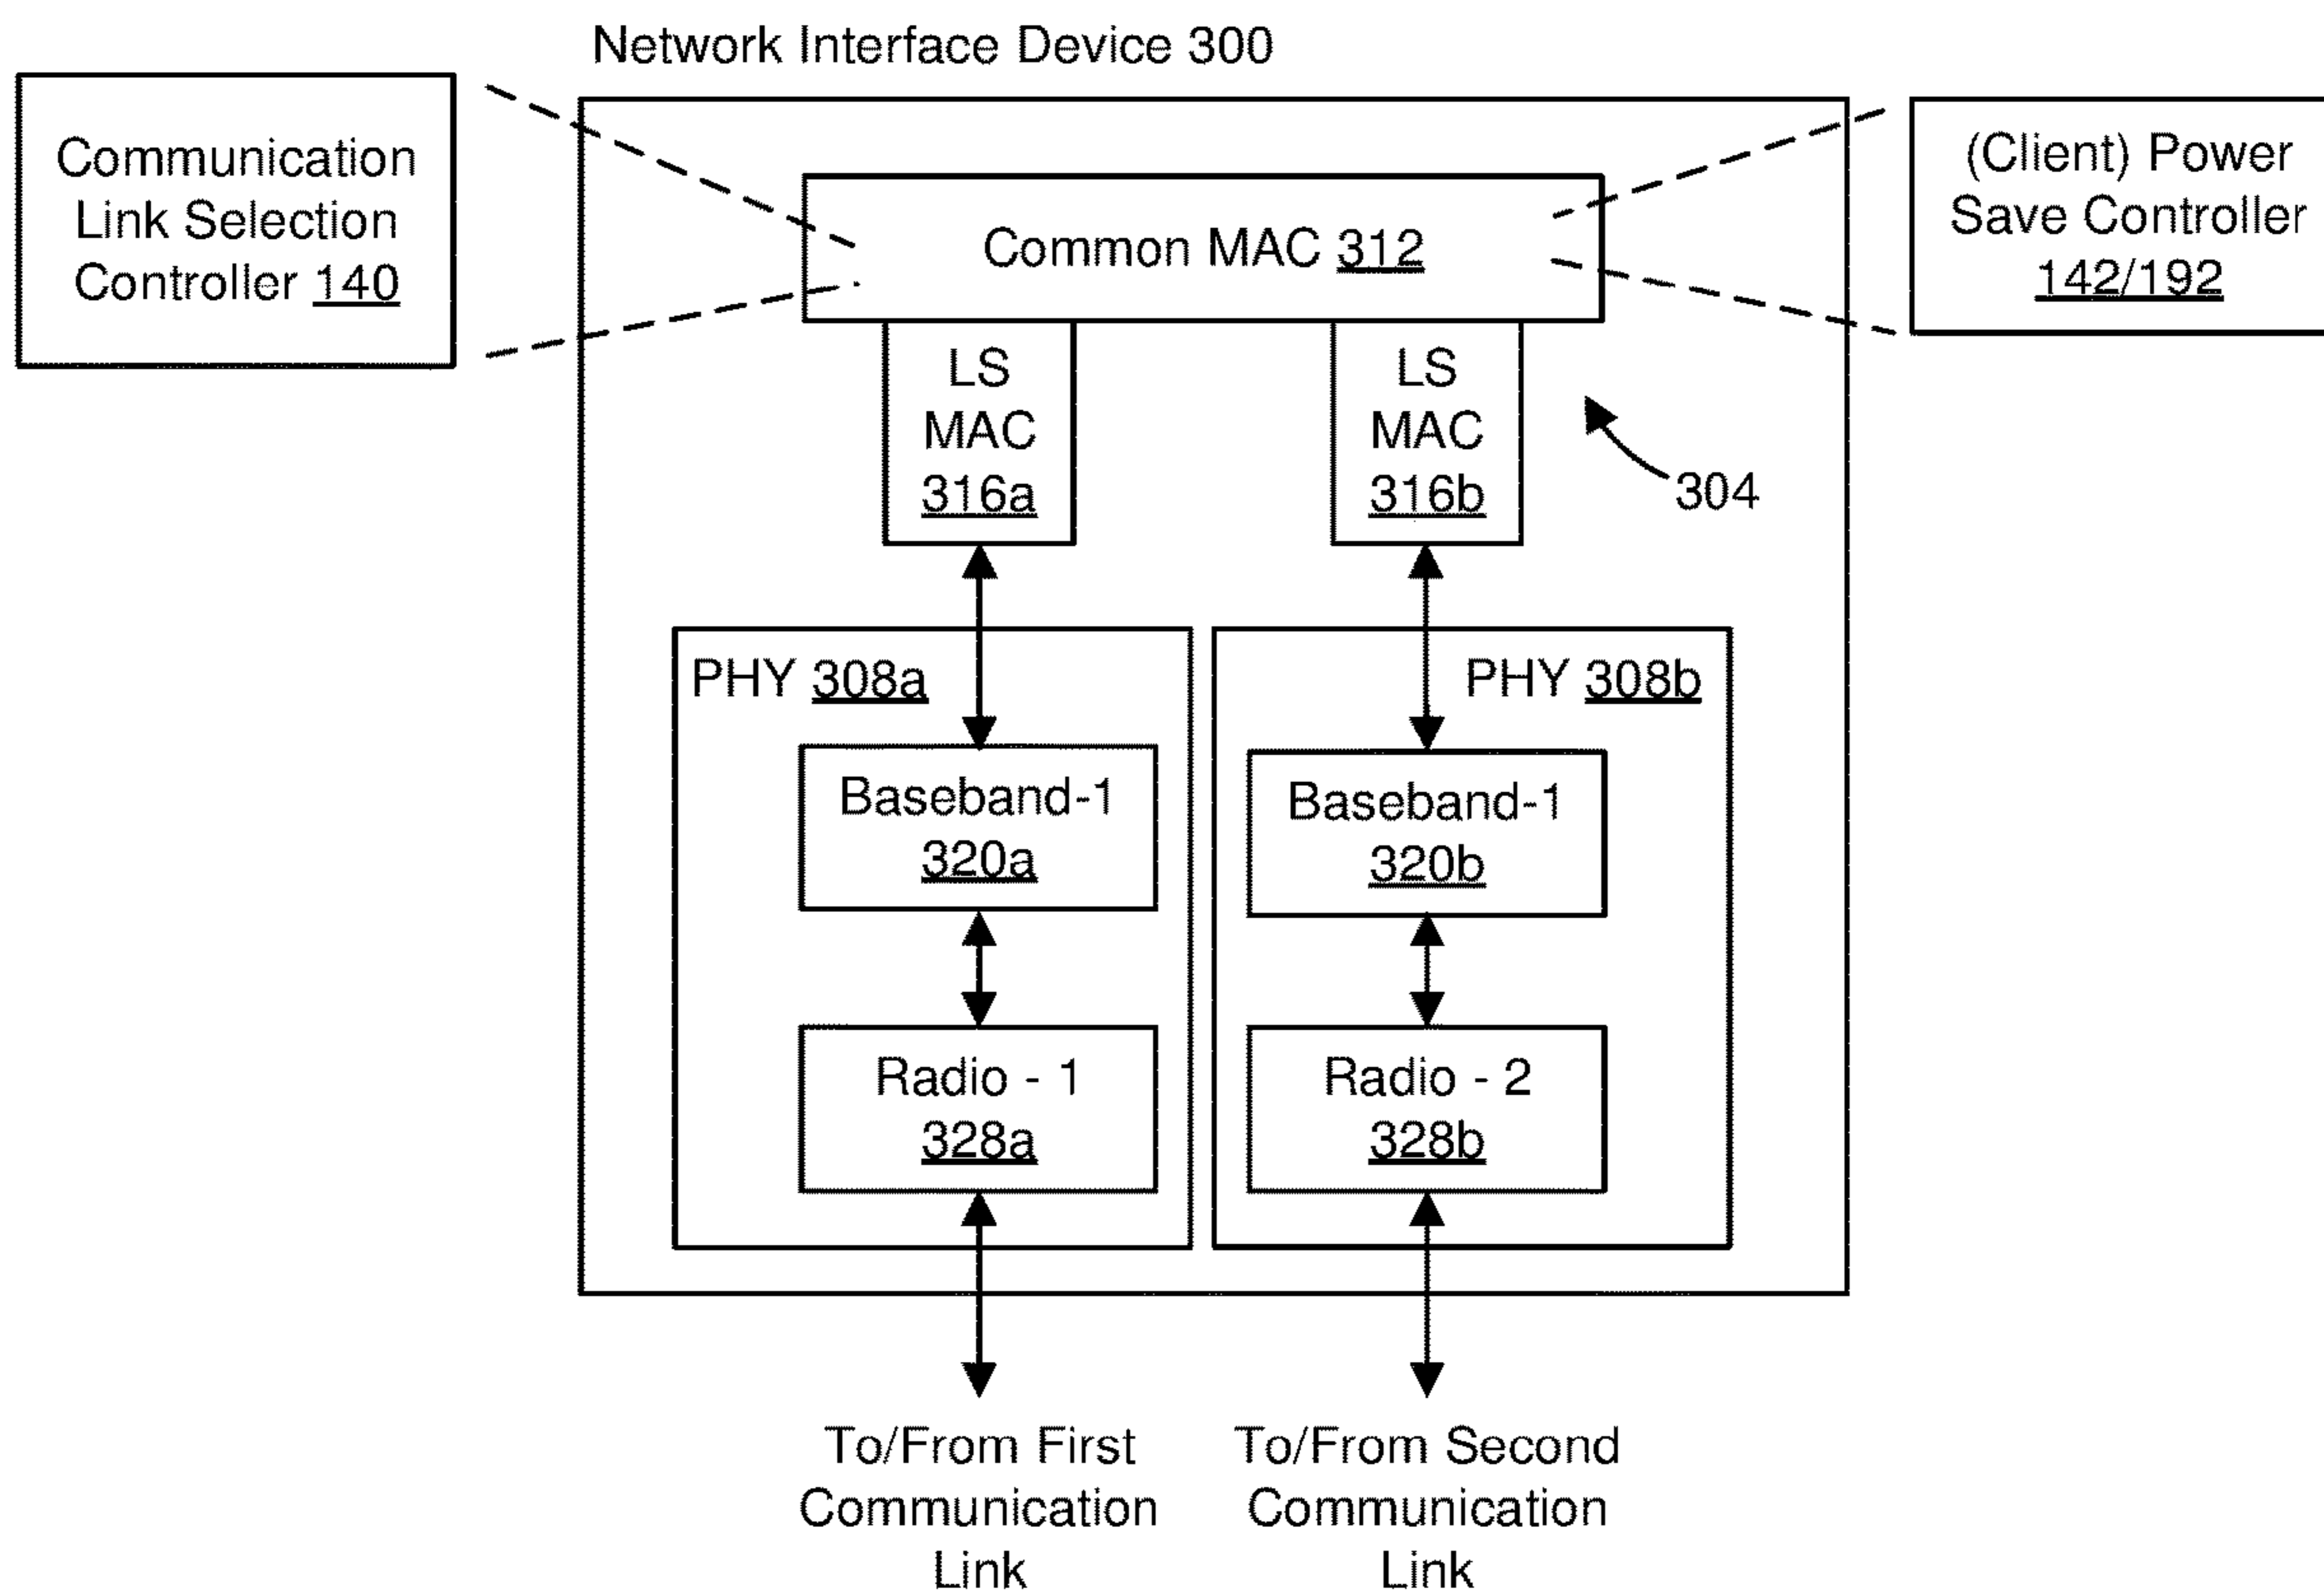 Network Interface Device 300
Communication
Link Selection
Controller 140
(Client) Power
Save Controller
142/192
Common MAC 312
LS
MAC
316a
LS
MAC
316b
304
PHY 308a
PHY 308b
Baseband-1
320a
Baseband-1
320b
Radio - 1
328a
Radio - 2
328b
To/From First
Communication
Link
To/From Second
Communication
Link